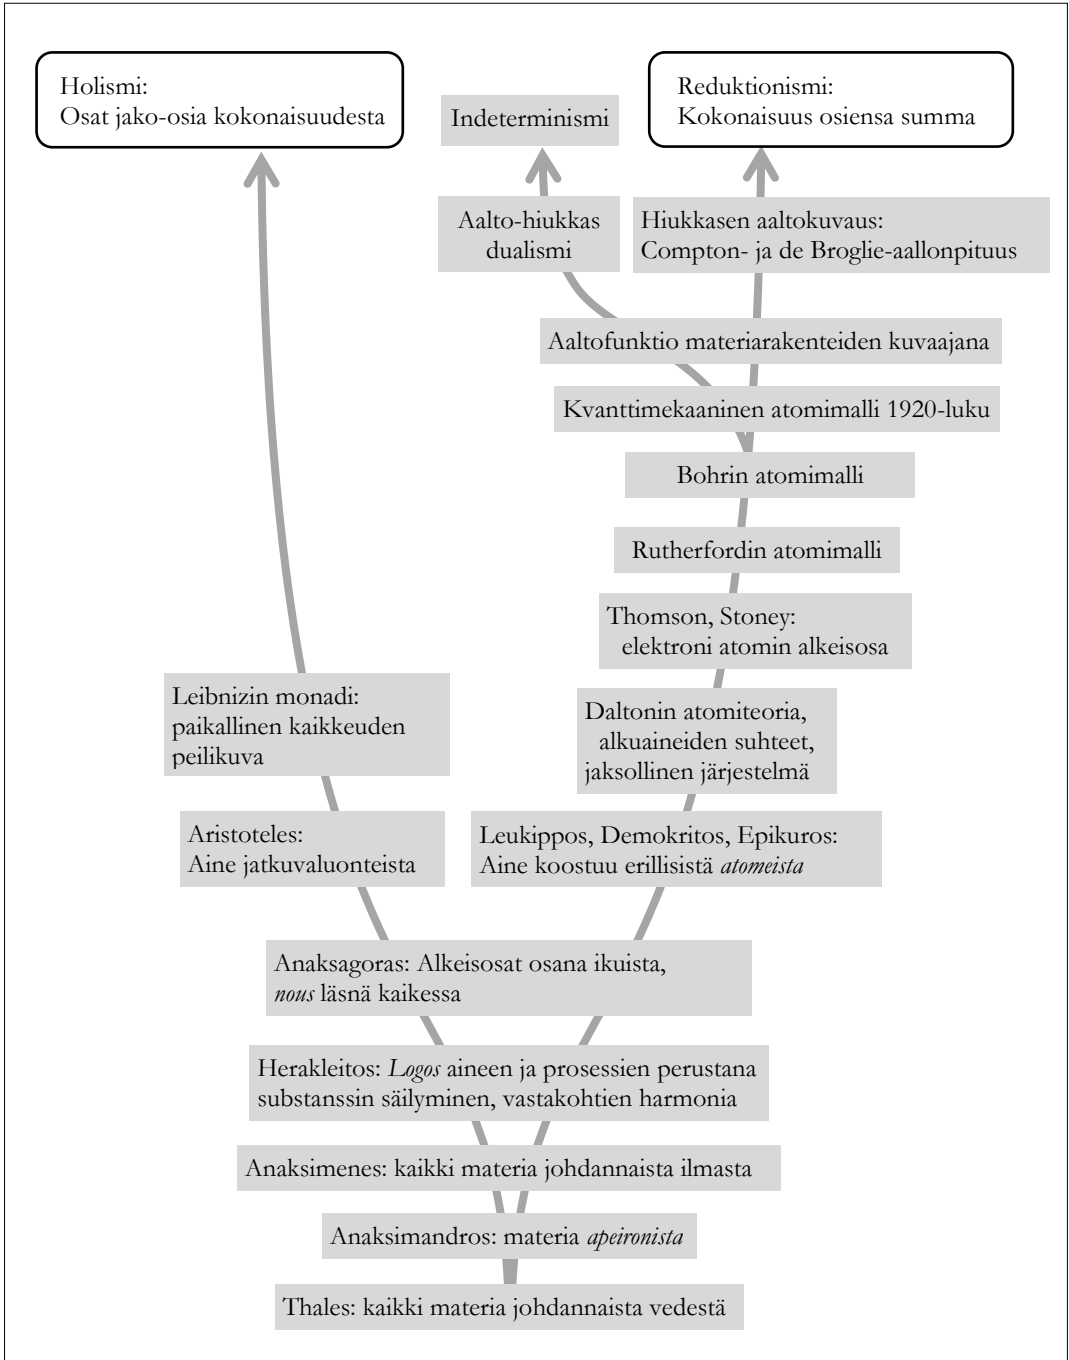 Holismi:
Osat jako-osia kokonaisuudesta
Reduktionismi:
Kokonaisuus osiensa summa
Indeterminismi
Aalto-hiukkas
dualismi
Hiukkasen aaltokuvaus:
Compton- ja de Broglie-aallonpituus
Aaltofunktio materiarakenteiden kuvaajana
Kvanttimekaaninen atomimalli 1920-luku
Bohrin atomimalli
Rutherfordin atomimalli
Thomson, Stoney:
elektroni atomin alkeisosa
Leibnizin monadi:
paikallinen kaikkeuden
peilikuva
Daltonin atomiteoria,
alkuaineiden suhteet,
jaksollinen järjestelmä
Aristoteles:
Aine jatkuvaluonteista
Leukippos, Demokritos, Epikuros:
Aine koostuu erillisistä atomeista
Anaksagoras: Alkeisosat osana ikuista,
nous läsnä kaikessa
Herakleitos: Logos aineen ja prosessien perustana
substanssin säilyminen, vastakohtien harmonia
Anaksimenes: kaikki materia johdannaista ilmasta
Anaksimandros: materia apeironista
Thales: kaikki materia johdannaista vedestä